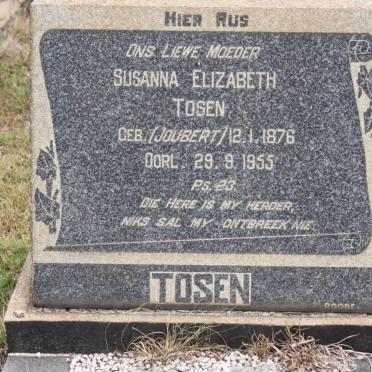 Hier Rus
Ons Liewe Moeder
Susanna Elizabeth
Tosen
Geb. (Joubert) 12.1.1876
Oorl. 29.9.1955
Ps. 23.
Die Here is my herder,
niks sal my ontbreek nie.
TOSEN